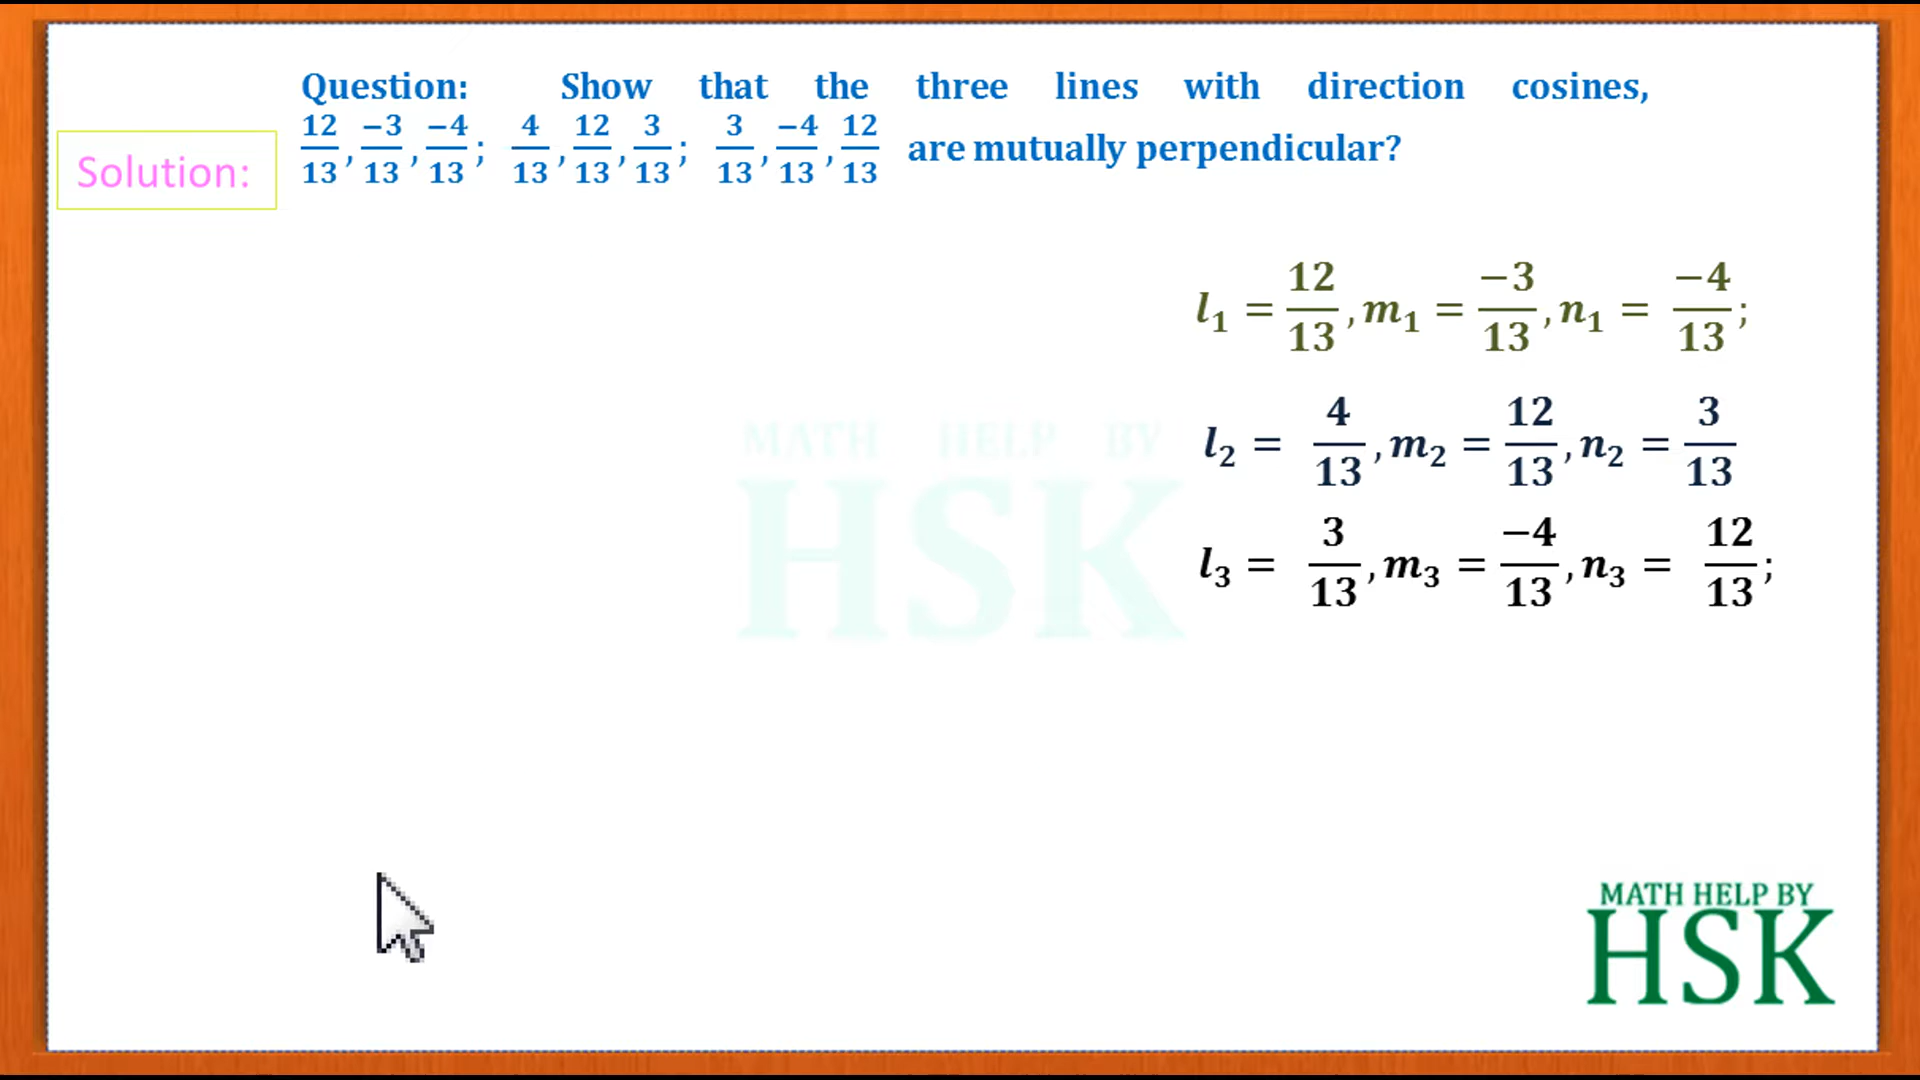 Question: Show that the three lines with direction cosines,
12/13, −3/13, −4/13; 4/13, 12/13, 3/13; 3/13, −4/13, 12/13 are mutually perpendicular?
Solution:
l₁ = 12/13, m₁ = −3/13, n₁ = −4/13;
l₂ = 4/13, m₂ = 12/13, n₂ = 3/13
l₃ = 3/13, m₃ = −4/13, n₃ = 12/13;
MATH HELP BY
HSK
MATH HELP BY
HSK